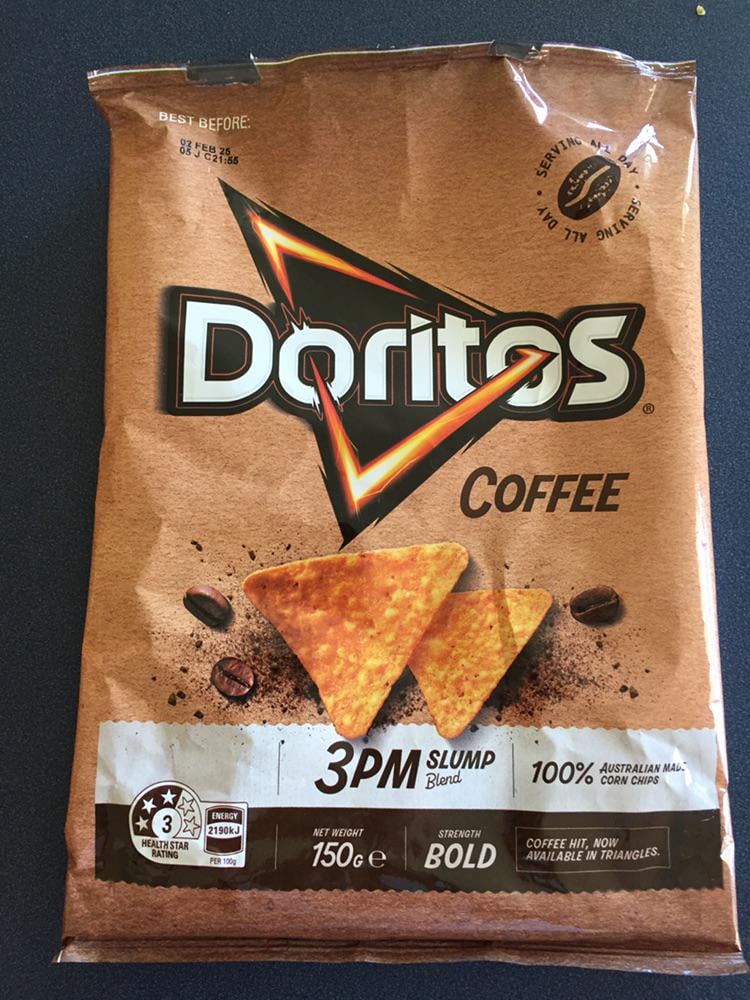 BEST BEFORE:
02 FEB 25
05 J C21:55
SERVING ALL DAY • SERVING ALL DAY •
Doritos®
COFFEE
3PM SLUMP
Blend
100% AUSTRALIAN MADE
CORN CHIPS
3
HEALTH STAR
RATING
ENERGY
2190kJ
PER 100g
NET WEIGHT
150G e
STRENGTH
BOLD
COFFEE HIT, NOW
AVAILABLE IN TRIANGLES.